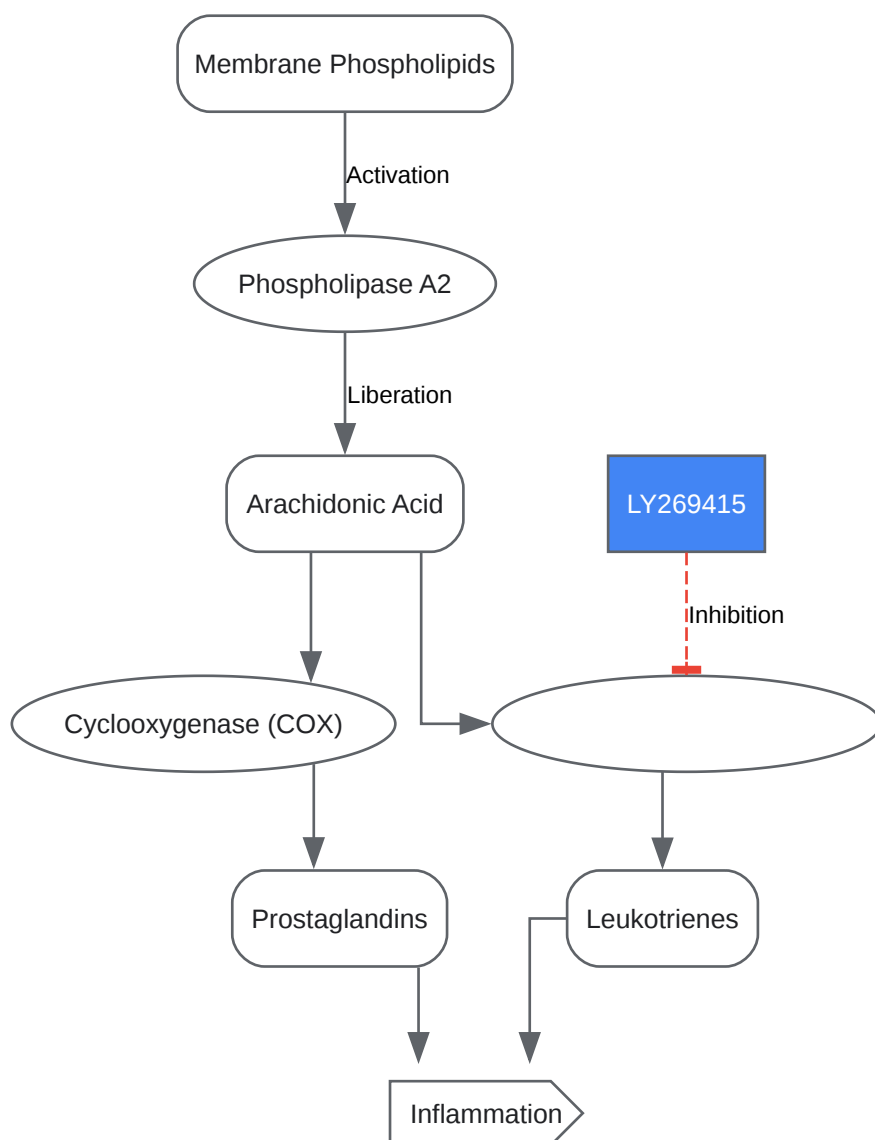 Membrane Phospholipids
Activation
Phospholipase A2
Liberation
Arachidonic Acid
LY269415
Inhibition
Cyclooxygenase (COX)
Prostaglandins
Leukotrienes
Inflammation